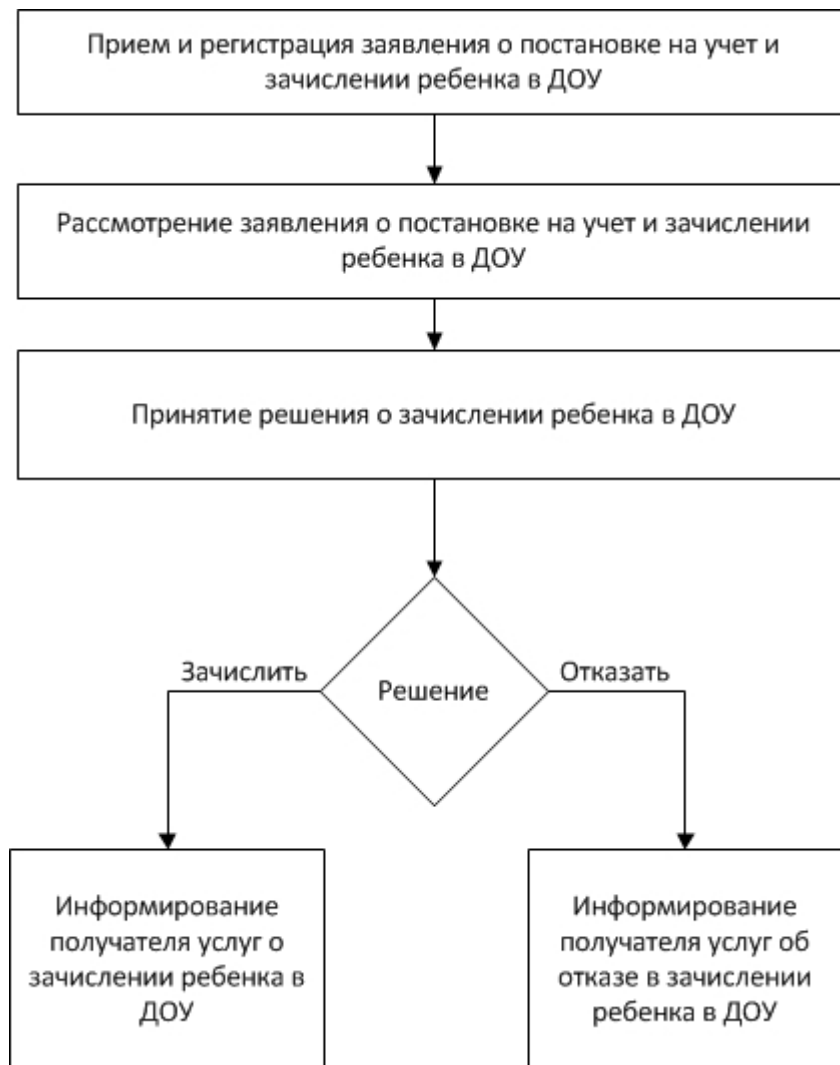 Прием и регистрация заявления о постановке на учет и
зачислении ребенка в ДОУ
Рассмотрение заявления о постановке на учет и зачислении
ребенка в ДОУ
Принятие решения о зачислении ребенка в ДОУ
Зачислить
Решение
Отказать
Информирование
получателя услуг о
зачислении ребенка в
ДОУ
Информирование
получателя услуг об
отказе в зачислении
ребенка в ДОУ